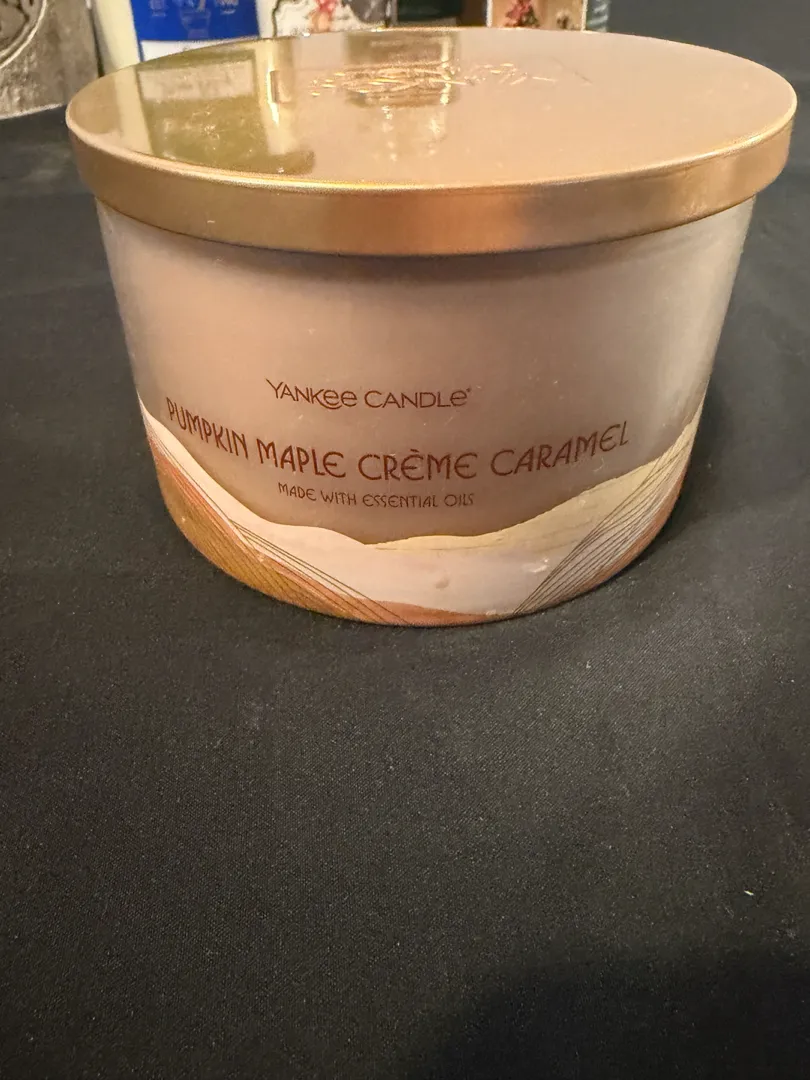 YANKee CANDLe®
PUMPKIN MAPLE CRÈME CARAMEL
MADE WITH ESSENTIAL OILS